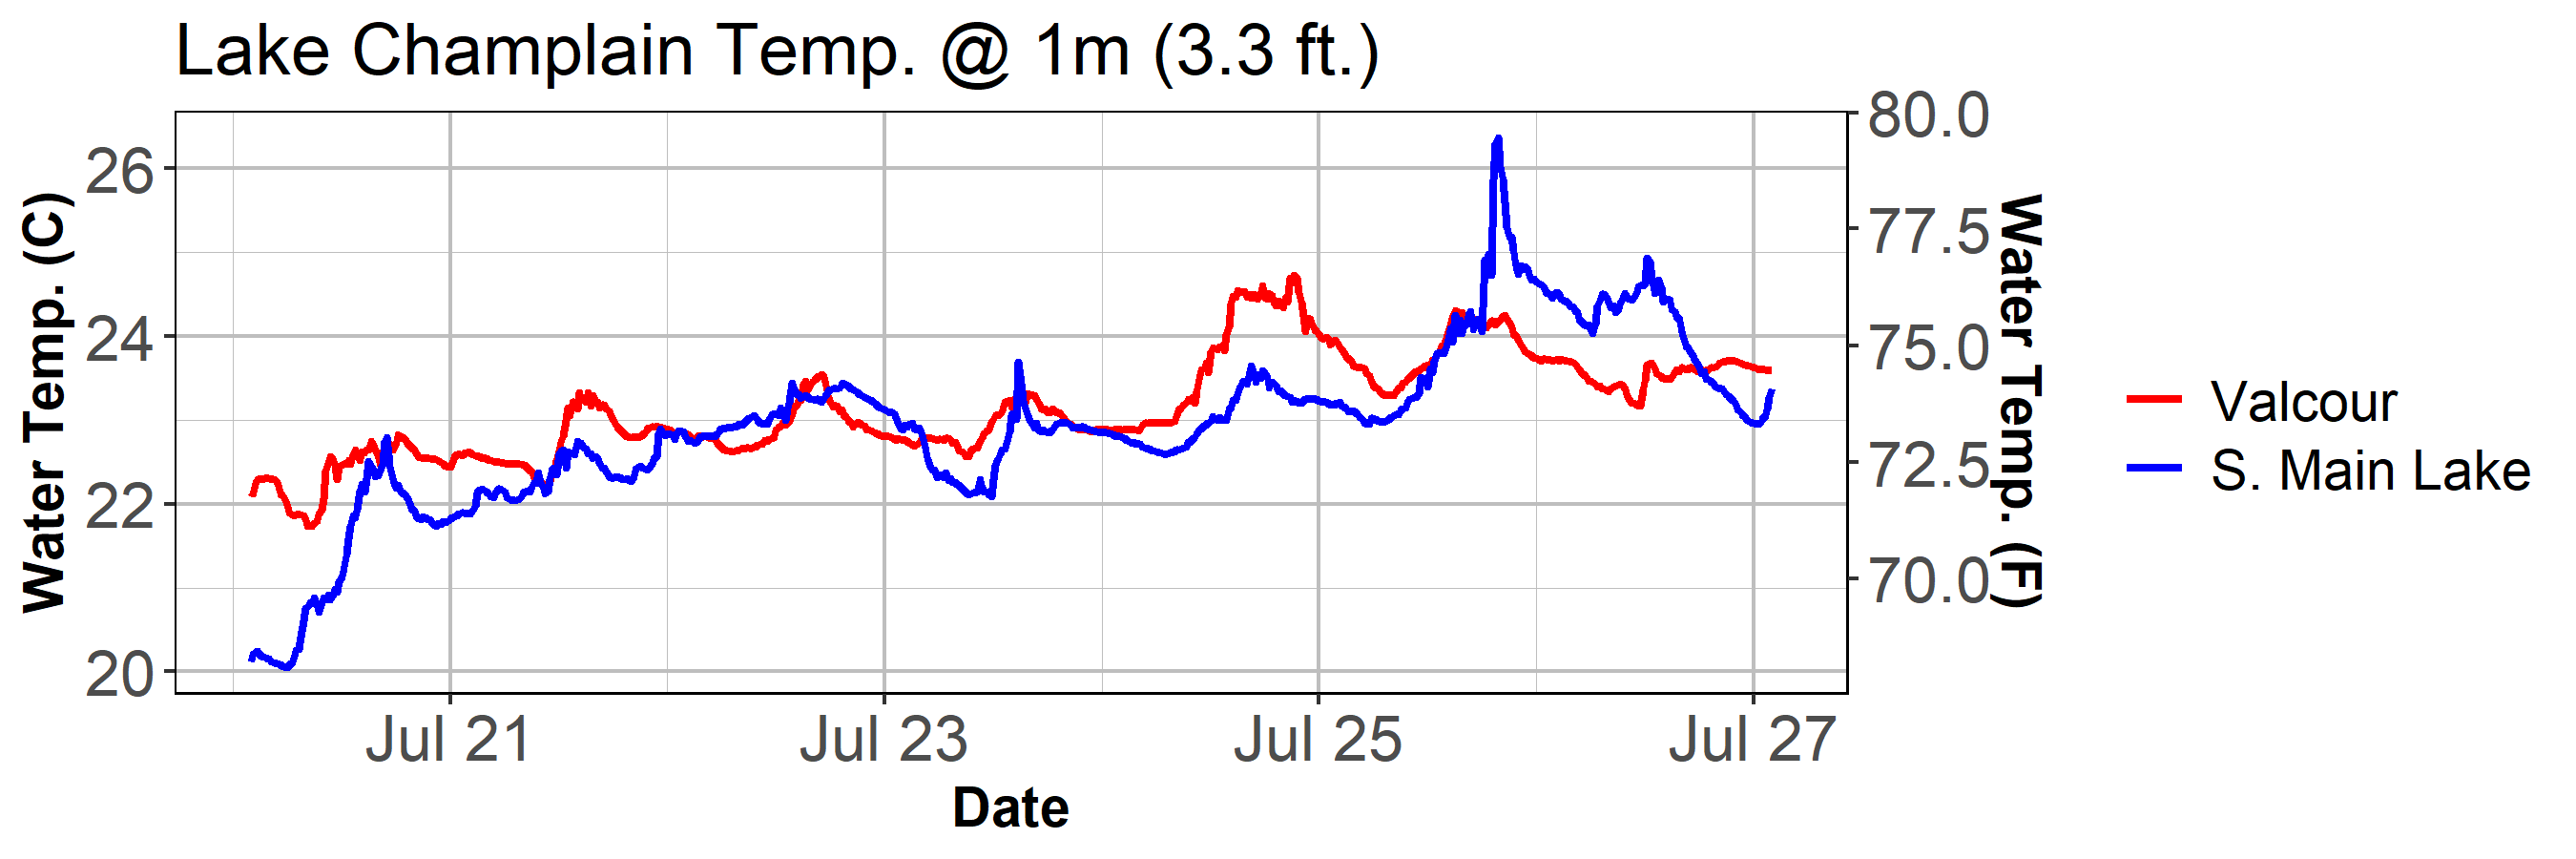 Lake Champlain Temp. @ 1m (3.3 ft.)
Water Temp. (C)
26
24
22
20
80.0
77.5
75.0
72.5
70.0
Water Temp. (F)
Jul 21
Jul 23
Jul 25
Jul 27
Date
Valcour
S. Main Lake